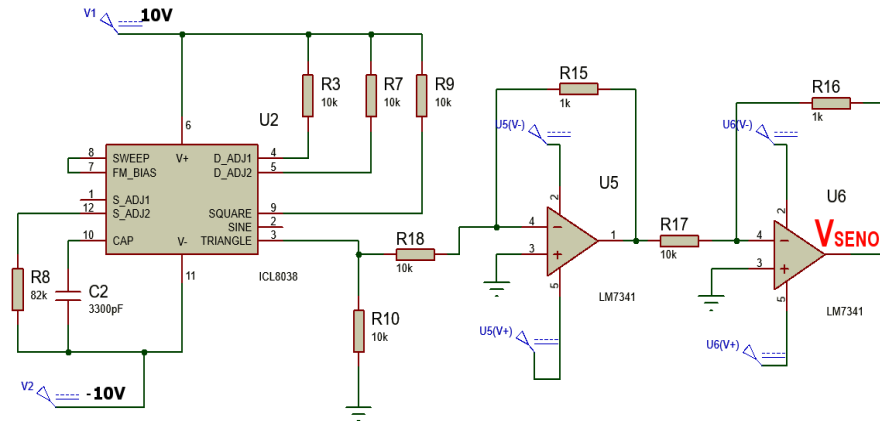 V1 10V
R3
10k
R7
10k
R9
10k
U2
6
8 SWEEP V+ D_ADJ1 4
7 FM_BIAS D_ADJ2 5
1 S_ADJ1
12 S_ADJ2 SQUARE 9
SINE 2
10 CAP V- TRIANGLE 3
11
ICL8038
R8
82k
C2
3300pF
V2 -10V
R18
10k
R10
10k
R15
1k
U5(V-)
2
U5
4
3
1
5
LM7341
U5(V+)
R17
10k
R16
1k
U6(V-)
2
U6
4
3
VSENO
5
LM7341
U6(V+)